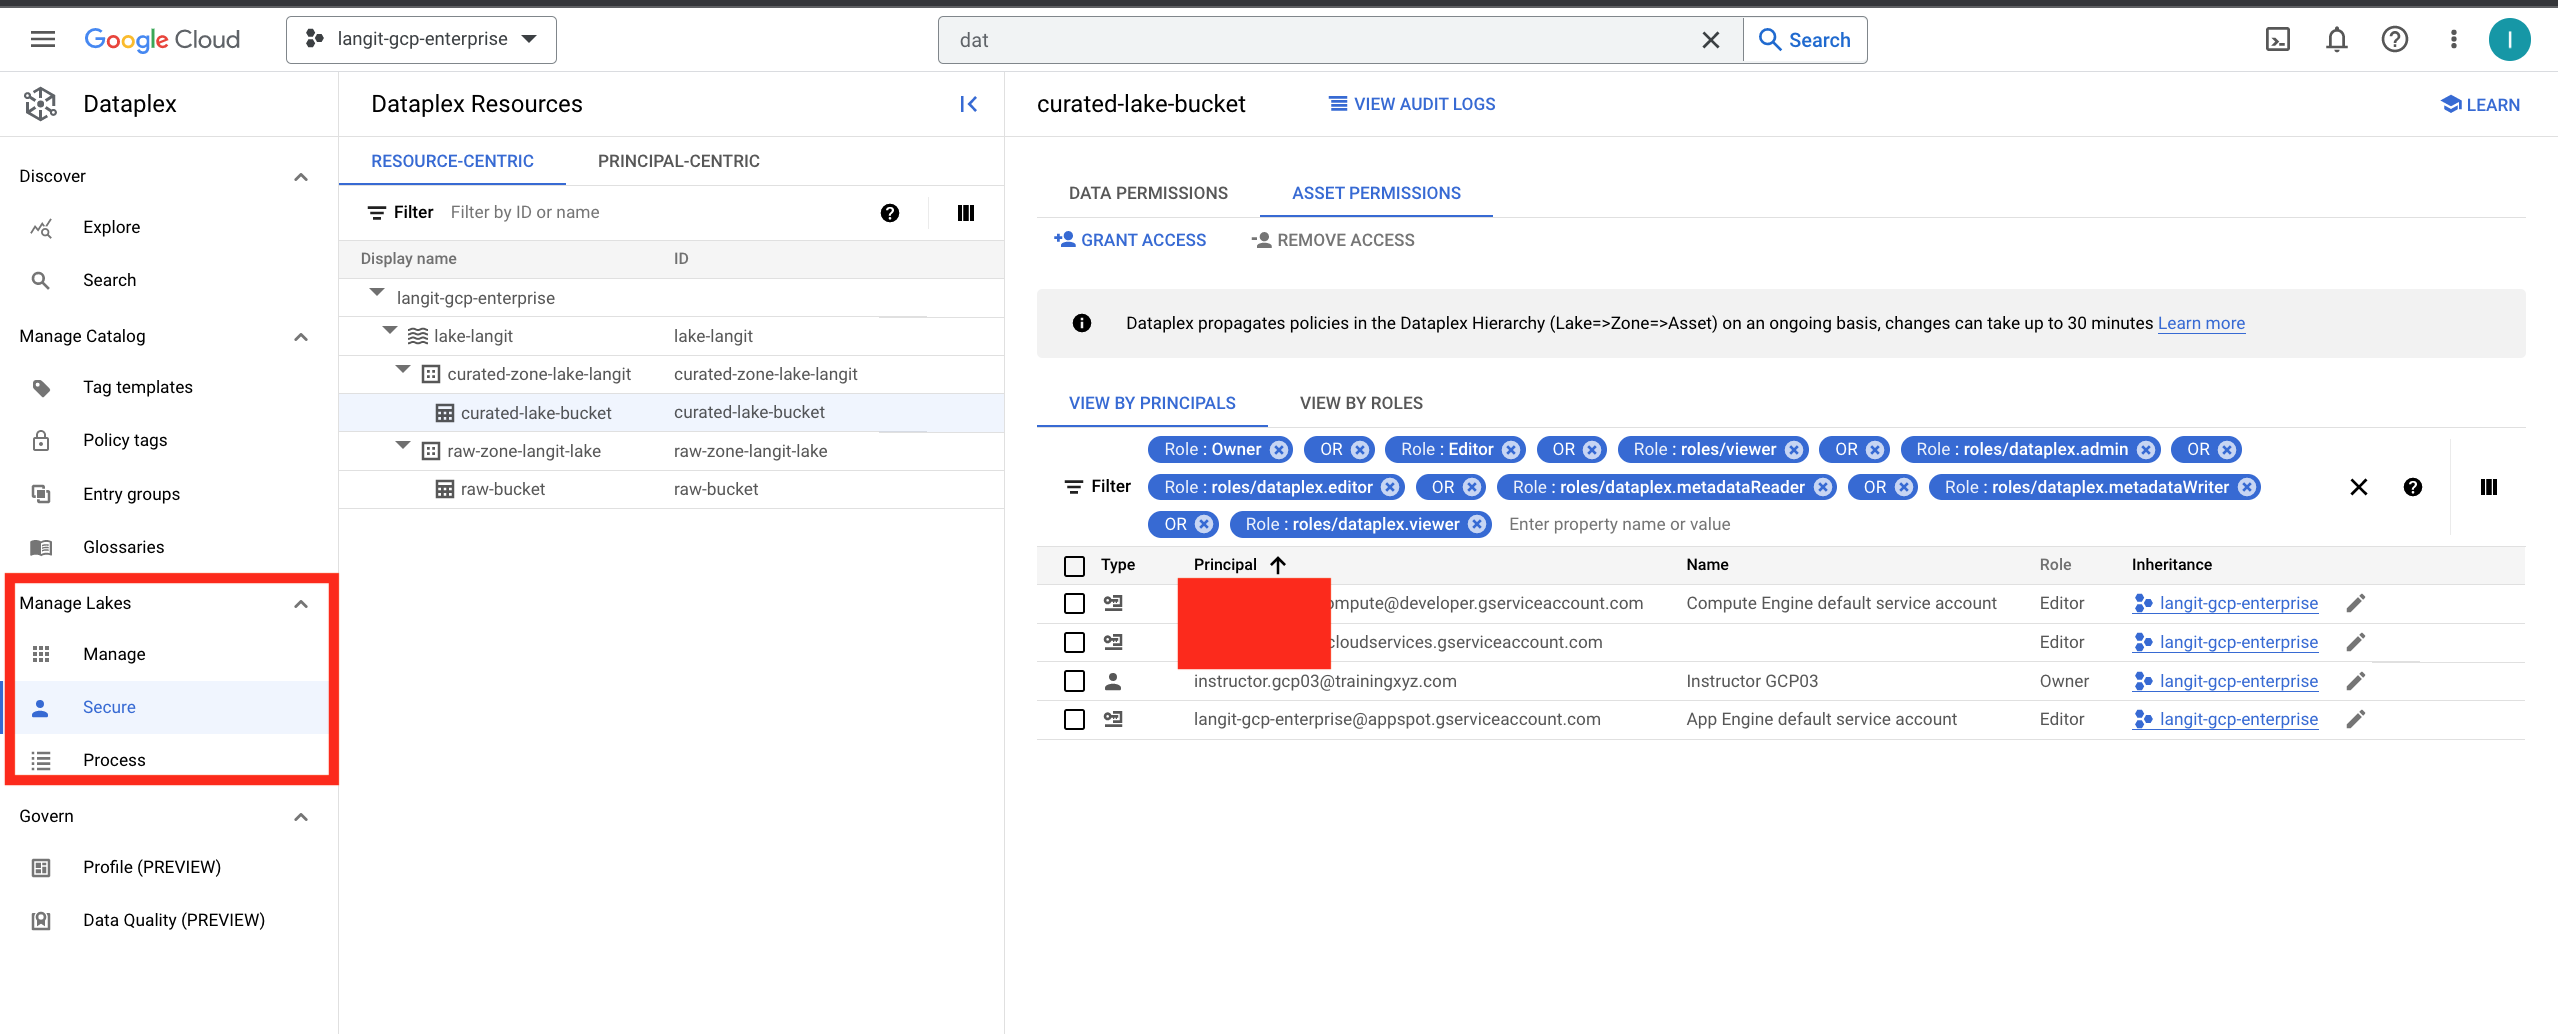 Google Cloud
langit-gcp-enterprise
dat
Search
I
Dataplex
Discover
Explore
Search
Manage Catalog
Tag templates
Policy tags
Entry groups
Glossaries
Manage Lakes
Manage
Secure
Process
Govern
Profile (PREVIEW)
Data Quality (PREVIEW)
Dataplex Resources
RESOURCE-CENTRIC PRINCIPAL-CENTRIC
Filter Filter by ID or name
Display name ID
langit-gcp-enterprise
lake-langit lake-langit
curated-zone-lake-langit curated-zone-lake-langit
curated-lake-bucket curated-lake-bucket
raw-zone-langit-lake raw-zone-langit-lake
raw-bucket raw-bucket
curated-lake-bucket VIEW AUDIT LOGS LEARN
DATA PERMISSIONS ASSET PERMISSIONS
GRANT ACCESS REMOVE ACCESS
Dataplex propagates policies in the Dataplex Hierarchy (Lake=>Zone=>Asset) on an ongoing basis, changes can take up to 30 minutes Learn more
VIEW BY PRINCIPALS VIEW BY ROLES
Role : Owner OR Role : Editor OR Role : roles/viewer OR Role : roles/dataplex.admin OR
Filter Role : roles/dataplex.editor OR Role : roles/dataplex.metadataReader OR Role : roles/dataplex.metadataWriter
OR Role : roles/dataplex.viewer Enter property name or value
Type Principal Name Role Inheritance
ompute@developer.gserviceaccount.com Compute Engine default service account Editor langit-gcp-enterprise
cloudservices.gserviceaccount.com Editor langit-gcp-enterprise
instructor.gcp03@trainingxyz.com Instructor GCP03 Owner langit-gcp-enterprise
langit-gcp-enterprise@appspot.gserviceaccount.com App Engine default service account Editor langit-gcp-enterprise